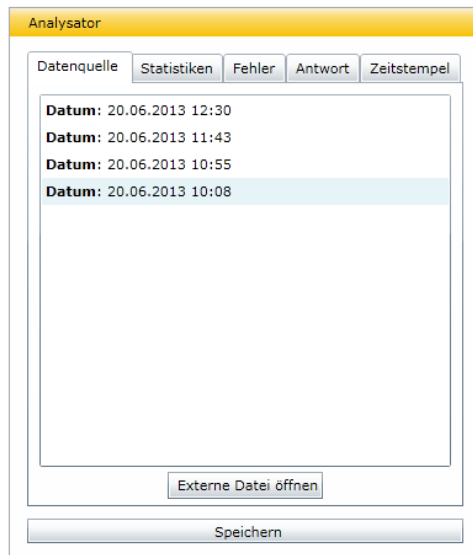 Analysator
Datenquelle Statistiken Fehler Antwort Zeitstempel
Datum: 20.06.2013 12:30
Datum: 20.06.2013 11:43
Datum: 20.06.2013 10:55
Datum: 20.06.2013 10:08
Externe Datei öffnen
Speichern